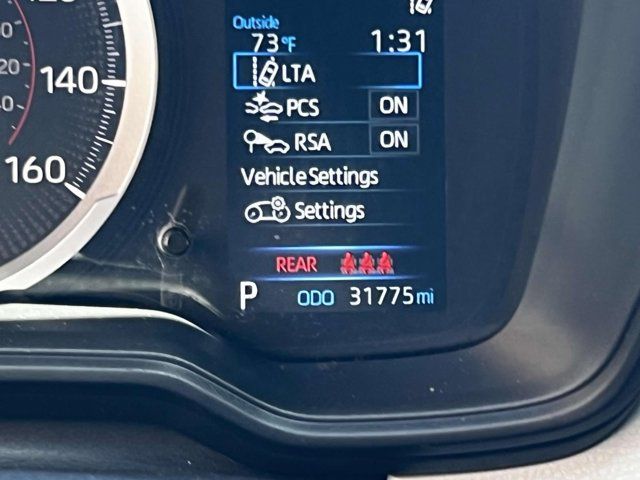 Outside
73°F 1:31
140
LTA
PCS ON
RSA ON
160
Vehicle Settings
Settings
REAR
P ODO 31775 mi